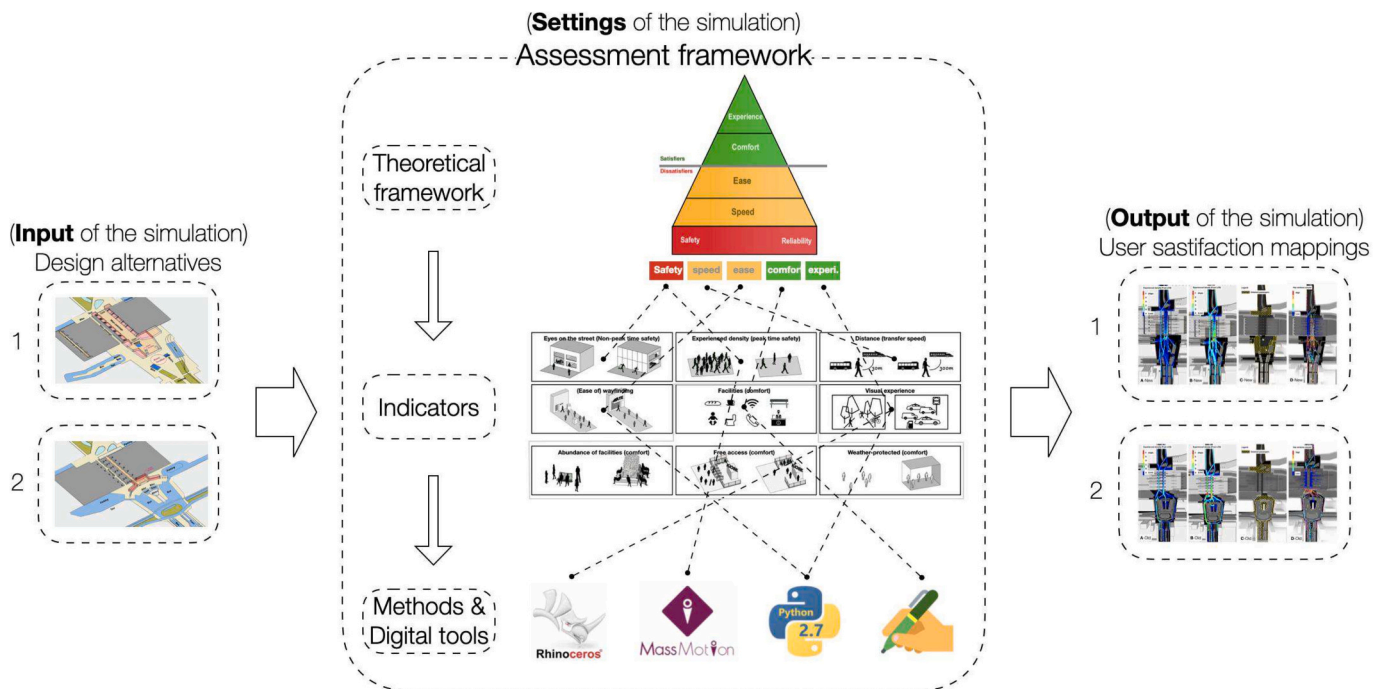 (Settings of the simulation)
Assessment framework
Theoretical
framework
Experience
Comfort
Satisfiers
Dissatisfiers
Ease
Speed
Safety
Reliability
Safety
speed
ease
comfor
experi.
(Input of the simulation)
Design alternatives
1
2
Indicators
Eyes on the street (Non-peak time safety)
Experienced density (peak time safety)
Distance (transfer speed)
200m
300m
(Ease of) wayfinding
Facilities (comfort)
Visual experience
Abundance of facilities (comfort)
Free access (comfort)
Weather-protected (comfort)
Methods &
Digital tools
Rhinoceros®
MassMotion
Python
2.7
(Output of the simulation)
User sastifaction mappings
1
2